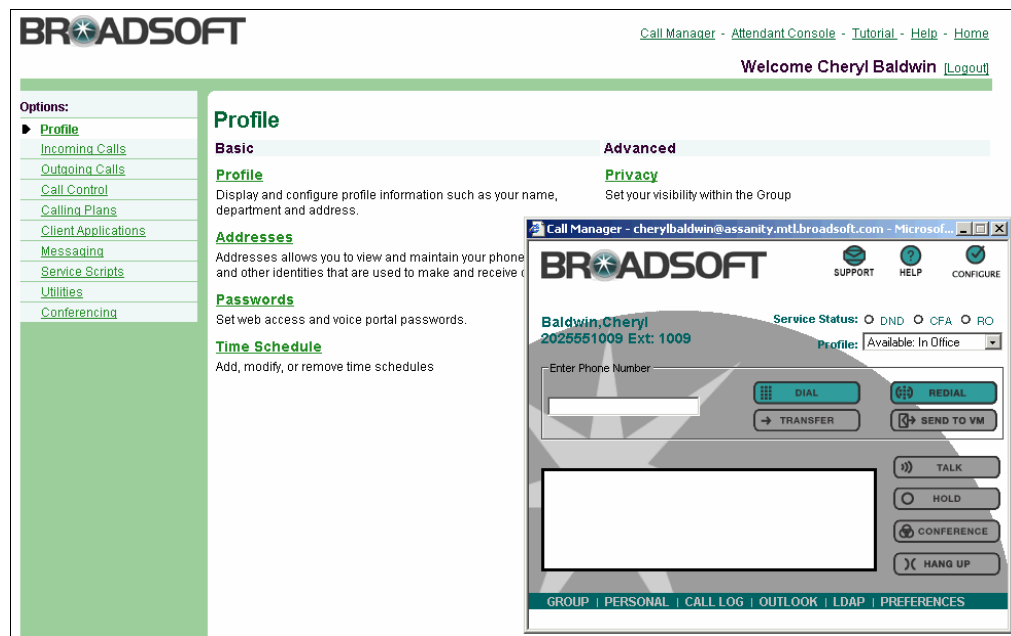 BROADSOFT
Call Manager - Attendant Console - Tutorial - Help - Home
Welcome Cheryl Baldwin [Logout]
Options:
Profile
Incoming Calls
Outgoing Calls
Call Control
Calling Plans
Client Applications
Messaging
Service Scripts
Utilities
Conferencing
Profile
Basic
Profile
Display and configure profile information such as your name,
department and address.
Addresses
Addresses allows you to view and maintain your phone
and other identities that are used to make and receive
Passwords
Set web access and voice portal passwords.
Time Schedule
Add, modify, or remove time schedules
Advanced
Privacy
Set your visibility within the Group
Call Manager - cherylbaldwin@assanity.mtl.broadsoft.com - Microsof...
BROADSOFT
SUPPORT HELP CONFIGURE
Baldwin,Cheryl
2025551009 Ext: 1009
Service Status: DND CFA RO
Profile: Available: In Office
Enter Phone Number
DIAL REDIAL
TRANSFER SEND TO VM
TALK
HOLD
CONFERENCE
HANG UP
GROUP | PERSONAL | CALL LOG | OUTLOOK | LDAP | PREFERENCES